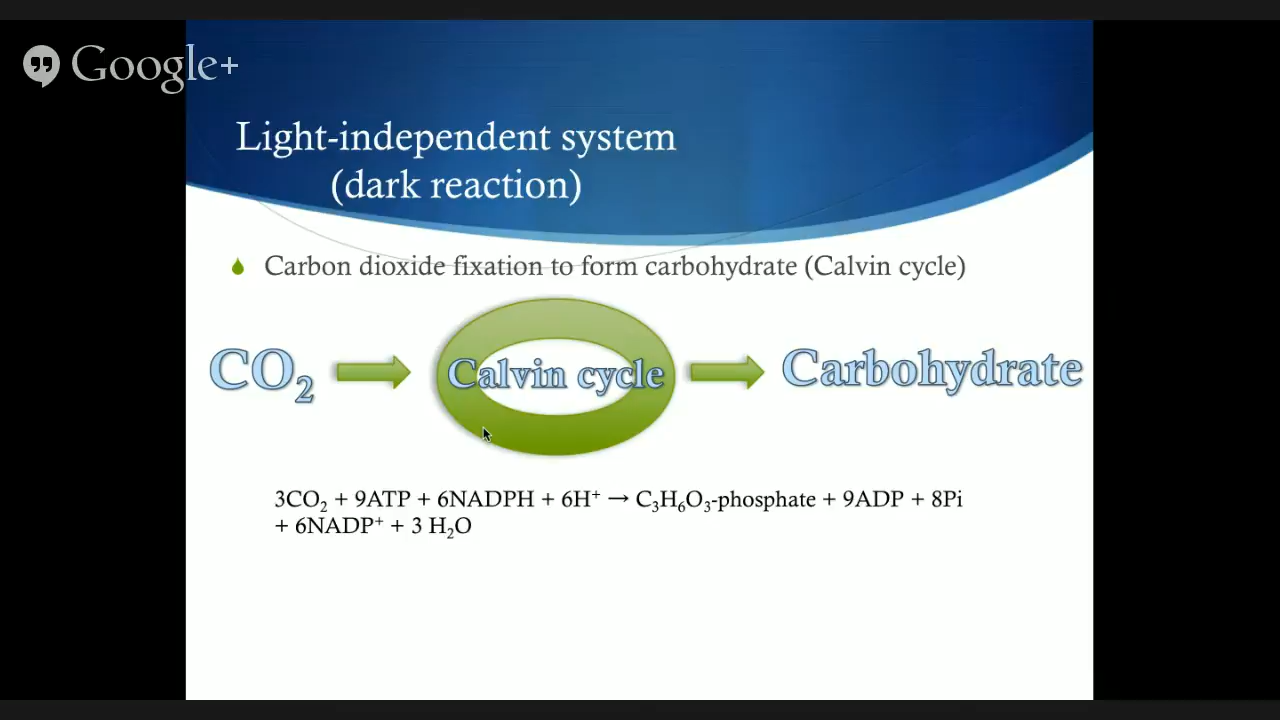 Google+
Light-independent system
(dark reaction)
Carbon dioxide fixation to form carbohydrate (Calvin cycle)
CO₂
Calvin cycle
Carbohydrate
3CO₂ + 9ATP + 6NADPH + 6H⁺ → C₃H₆O₃-phosphate + 9ADP + 8Pi
+ 6NADP⁺ + 3 H₂O